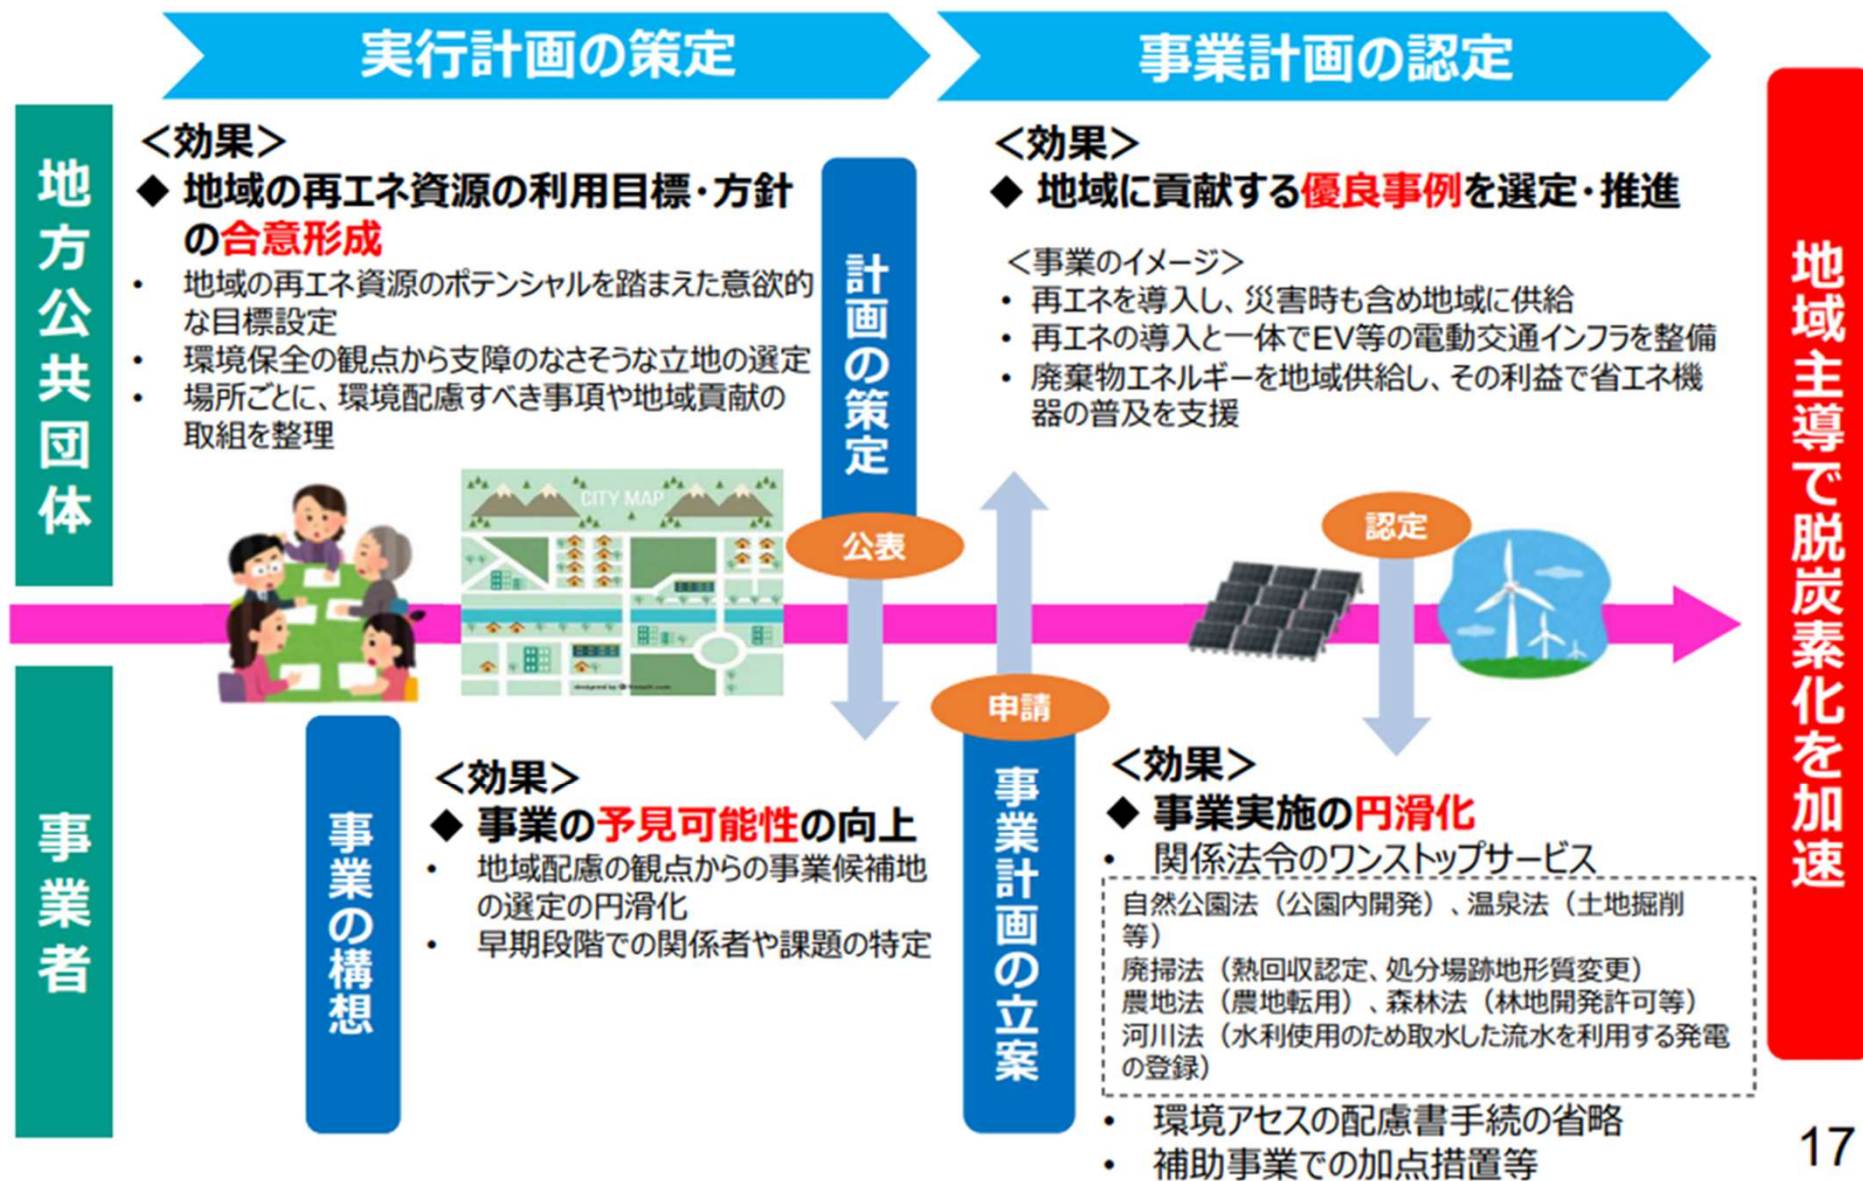 実行計画の策定
事業計画の認定
地方公共団体
＜効果＞
◆ 地域の再エネ資源の利用目標・方針
の合意形成
• 地域の再エネ資源のポテンシャルを踏まえた意欲的
な目標設定
• 環境保全の観点から支障のなさそうな立地の選定
• 場所ごとに、環境配慮すべき事項や地域貢献の
取組を整理
CITY MAP
計画の策定
公表
＜効果＞
◆ 地域に貢献する優良事例を選定・推進
＜事業のイメージ＞
• 再エネを導入し、災害時も含め地域に供給
• 再エネの導入と一体でEV等の電動交通インフラを整備
• 廃棄物エネルギーを地域供給し、その利益で省エネ機
器の普及を支援
認定
事業者
事業の構想
＜効果＞
◆ 事業の予見可能性の向上
• 地域配慮の観点からの事業候補地
の選定の円滑化
• 早期段階での関係者や課題の特定
申請
事業計画の立案
＜効果＞
◆ 事業実施の円滑化
• 関係法令のワンストップサービス
自然公園法（公園内開発）、温泉法（土地掘削
等）
廃掃法（熱回収認定、処分場跡地形質変更）
農地法（農地転用）、森林法（林地開発許可等）
河川法（水利使用のため取水した流水を利用する発電
の登録）
• 環境アセスの配慮書手続の省略
• 補助事業での加点措置等
地域主導で脱炭素化を加速
17